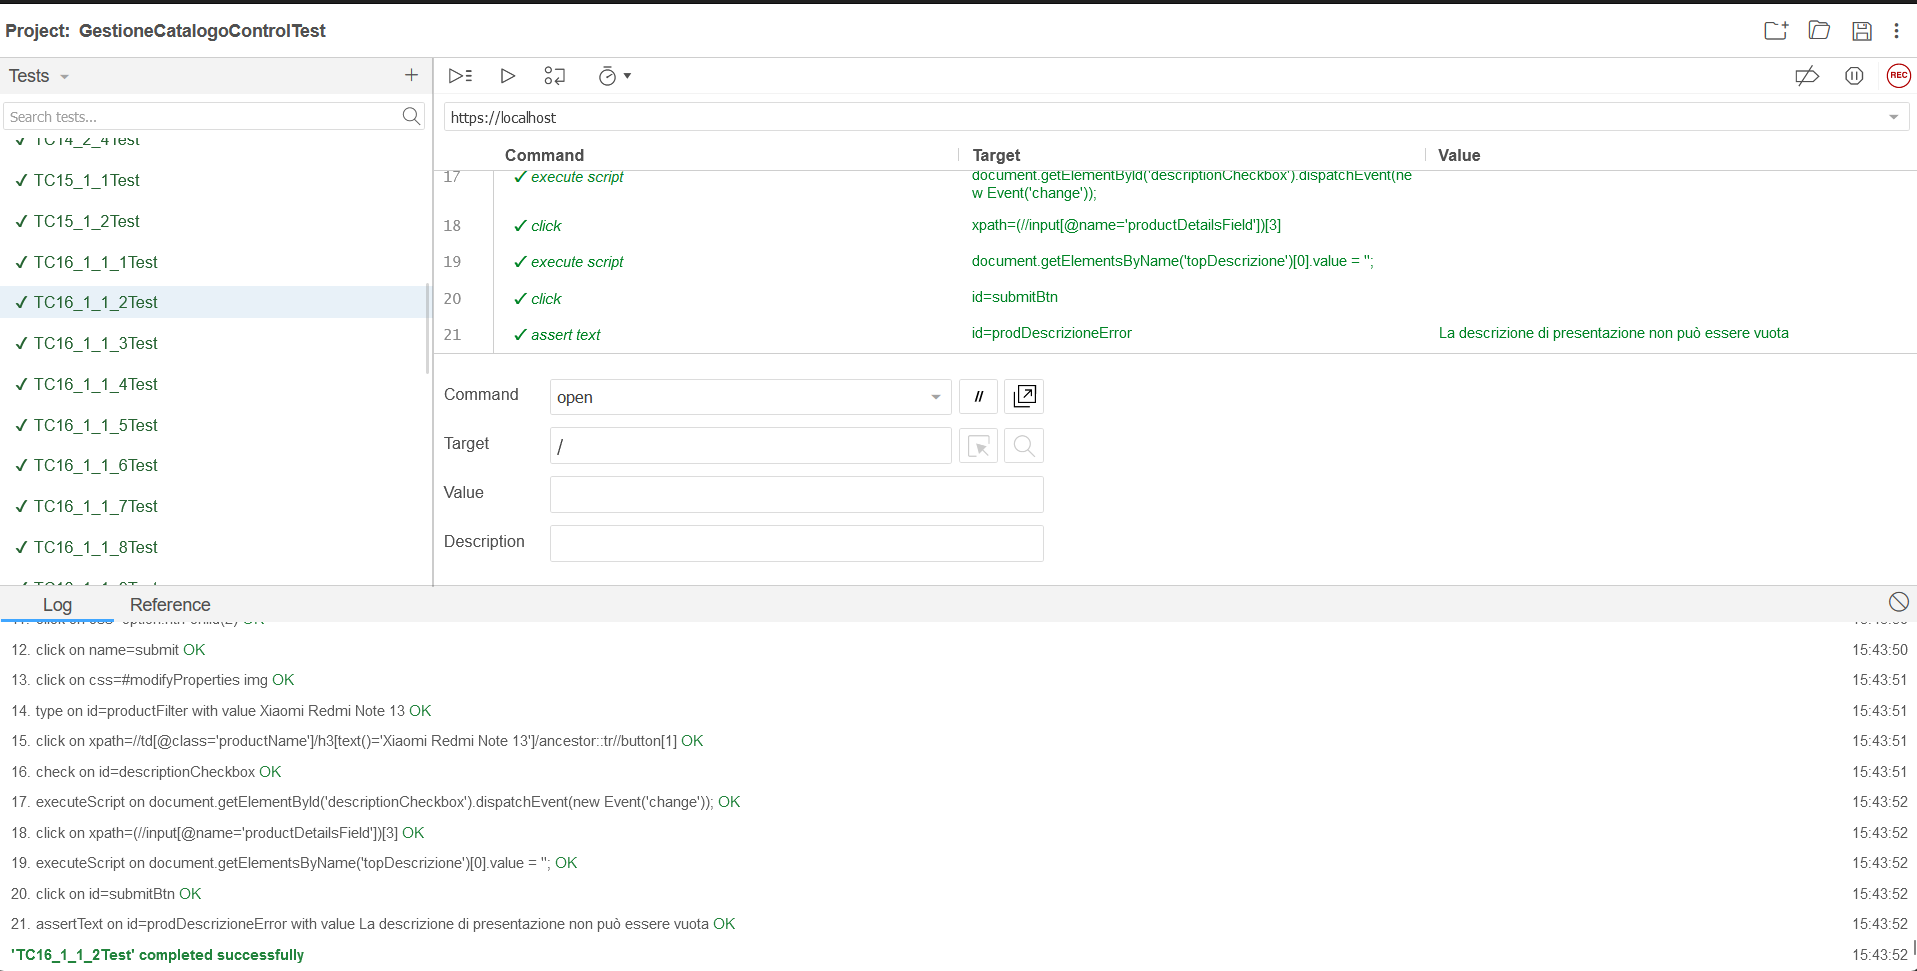 Project: GestioneCatalogoControlTest
Tests
Search tests...
TC14_2_4Test
TC15_1_1Test
TC15_1_2Test
TC16_1_1_1Test
TC16_1_1_2Test
TC16_1_1_3Test
TC16_1_1_4Test
TC16_1_1_5Test
TC16_1_1_6Test
TC16_1_1_7Test
TC16_1_1_8Test
REC
https://localhost
Command Target Value
17 ✓ execute script document.getElementById('descriptionCheckbox').dispatchEvent(ne
w Event('change'));
18 ✓ click xpath=(//input[@name='productDetailsField'])[3]
19 ✓ execute script document.getElementsByName('topDescrizione')[0].value = '';
20 ✓ click id=submitBtn
21 ✓ assert text id=prodDescrizioneError La descrizione di presentazione non può essere vuota
Command open //
Target /
Value
Description
Log Reference
12. click on name=submit OK 15:43:50
13. click on css=#modifyProperties img OK 15:43:51
14. type on id=productFilter with value Xiaomi Redmi Note 13 OK 15:43:51
15. click on xpath=//td[@class='productName']/h3[text()='Xiaomi Redmi Note 13']/ancestor::tr//button[1] OK 15:43:51
16. check on id=descriptionCheckbox OK 15:43:51
17. executeScript on document.getElementById('descriptionCheckbox').dispatchEvent(new Event('change')); OK 15:43:52
18. click on xpath=(//input[@name='productDetailsField'])[3] OK 15:43:52
19. executeScript on document.getElementsByName('topDescrizione')[0].value = ''; OK 15:43:52
20. click on id=submitBtn OK 15:43:52
21. assertText on id=prodDescrizioneError with value La descrizione di presentazione non può essere vuota OK 15:43:52
'TC16_1_1_2Test' completed successfully 15:43:52